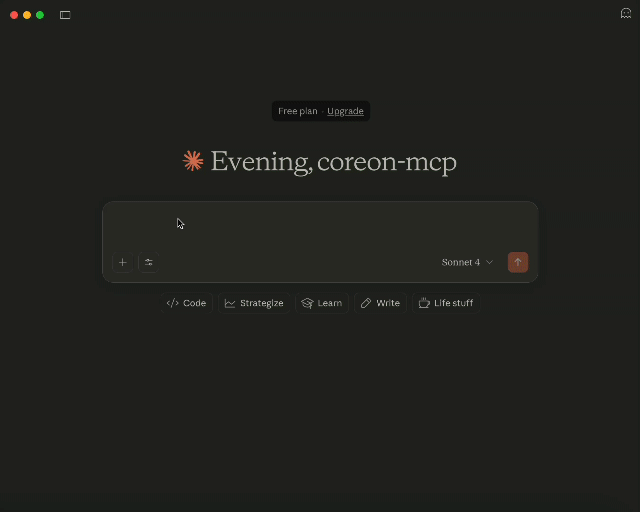 Free plan · Upgrade
Evening, coreon-mcp
Sonnet 4
Code Strategize Learn Write Life stuff